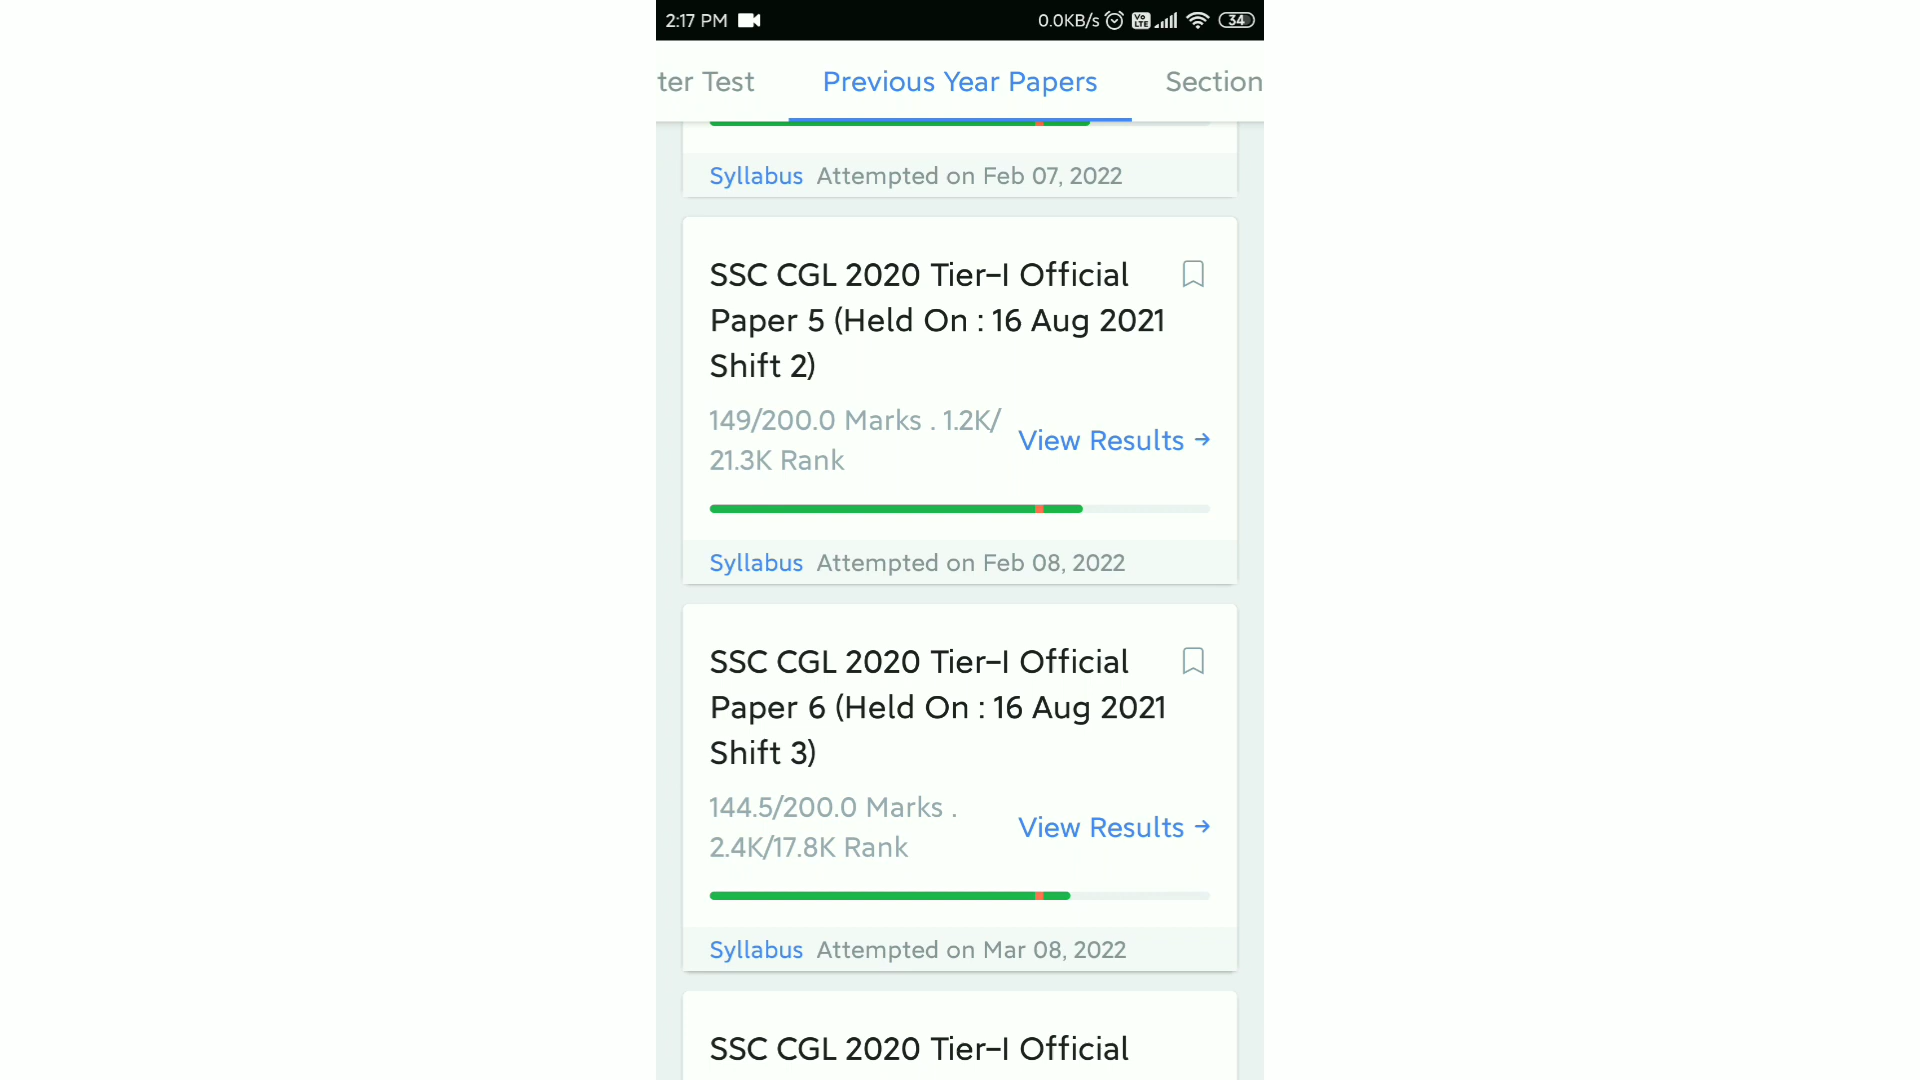 2:17 PM 0.0KB/s Vo LTE 34
ter Test Previous Year Papers Section
Syllabus Attempted on Feb 07, 2022
SSC CGL 2020 Tier-I Official
Paper 5 (Held On : 16 Aug 2021
Shift 2)
149/200.0 Marks . 1.2K/
21.3K Rank
View Results →
Syllabus Attempted on Feb 08, 2022
SSC CGL 2020 Tier-I Official
Paper 6 (Held On : 16 Aug 2021
Shift 3)
144.5/200.0 Marks .
2.4K/17.8K Rank
View Results →
Syllabus Attempted on Mar 08, 2022
SSC CGL 2020 Tier-I Official